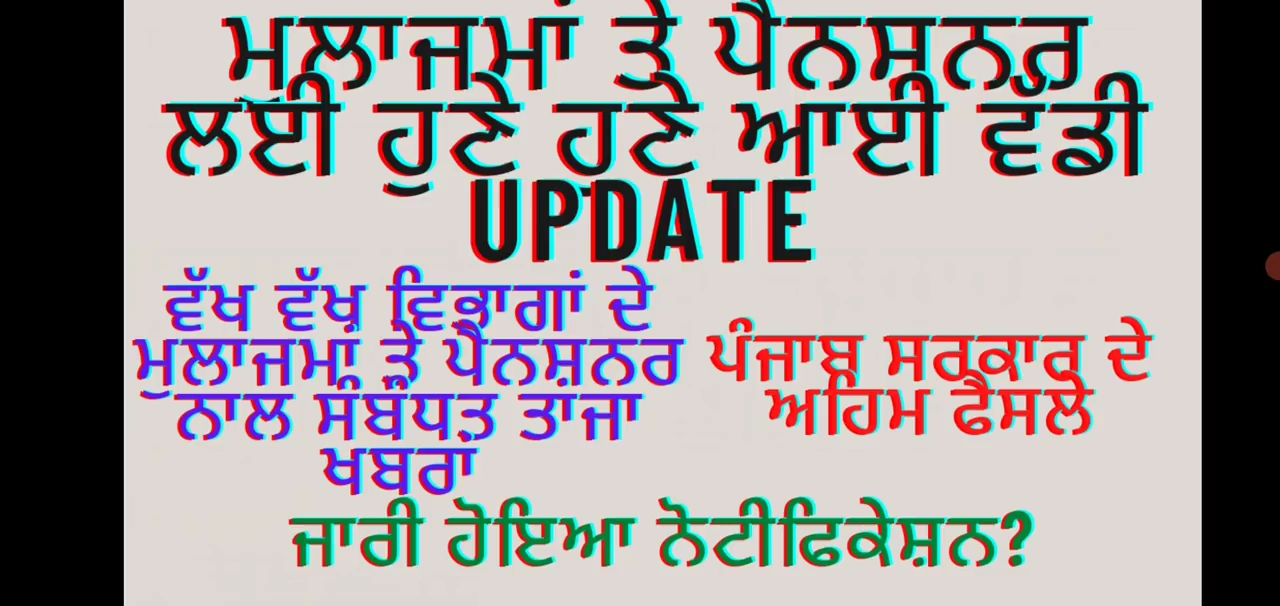 ਮੁਲਾਜਮਾਂ ਤੇ ਪੈਨਸ਼ਨਰ
ਲਈ ਹੁਣੇ ਹੁਣੇ ਆਈ ਵੱਡੀ
UPDATE
ਵੱਖ ਵੱਖ ਵਿਭਾਗਾਂ ਦੇ
ਮੁਲਾਜਮਾਂ ਤੇ ਪੈਨਸ਼ਨਰ
ਨਾਲ ਸੰਬੰਧਤ ਤਾਜਾ
ਖਬਰਾਂ
ਪੰਜਾਬ ਸਰਕਾਰ ਦੇ
ਅਹਿਮ ਫੈਸਲੇ
ਜਾਰੀ ਹੋਇਆ ਨੋਟੀਫਿਕੇਸ਼ਨ?